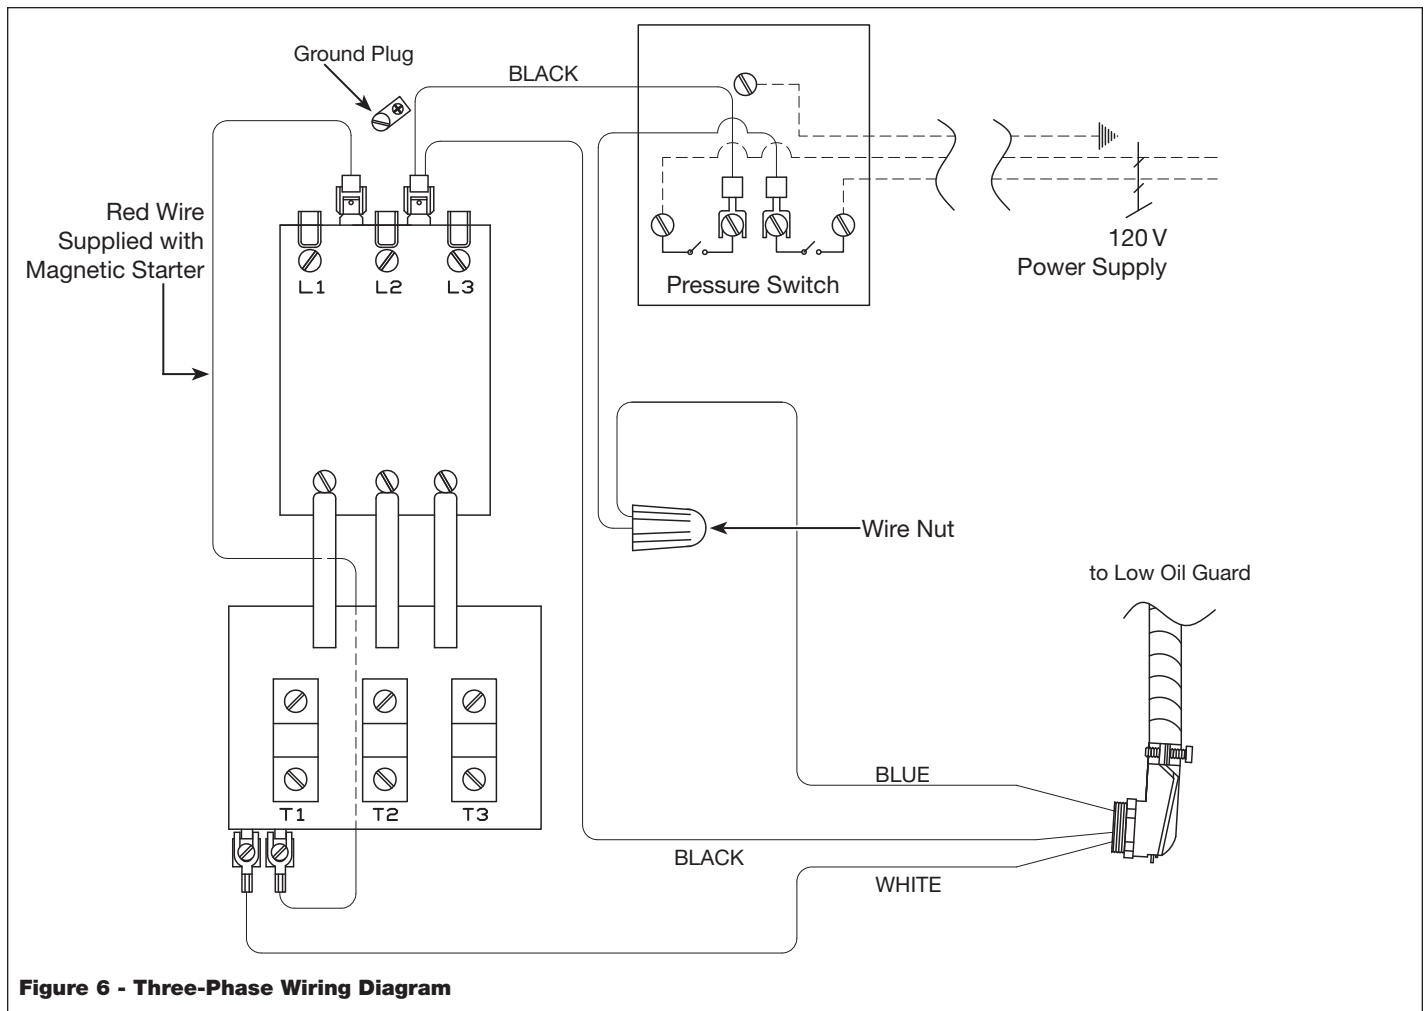 Ground Plug
BLACK
Red Wire
Supplied with
Magnetic Starter
L1 L2 L3
Pressure Switch
120 V
Power Supply
Wire Nut
to Low Oil Guard
T1 T2 T3
BLUE
BLACK
WHITE
Figure 6 - Three-Phase Wiring Diagram